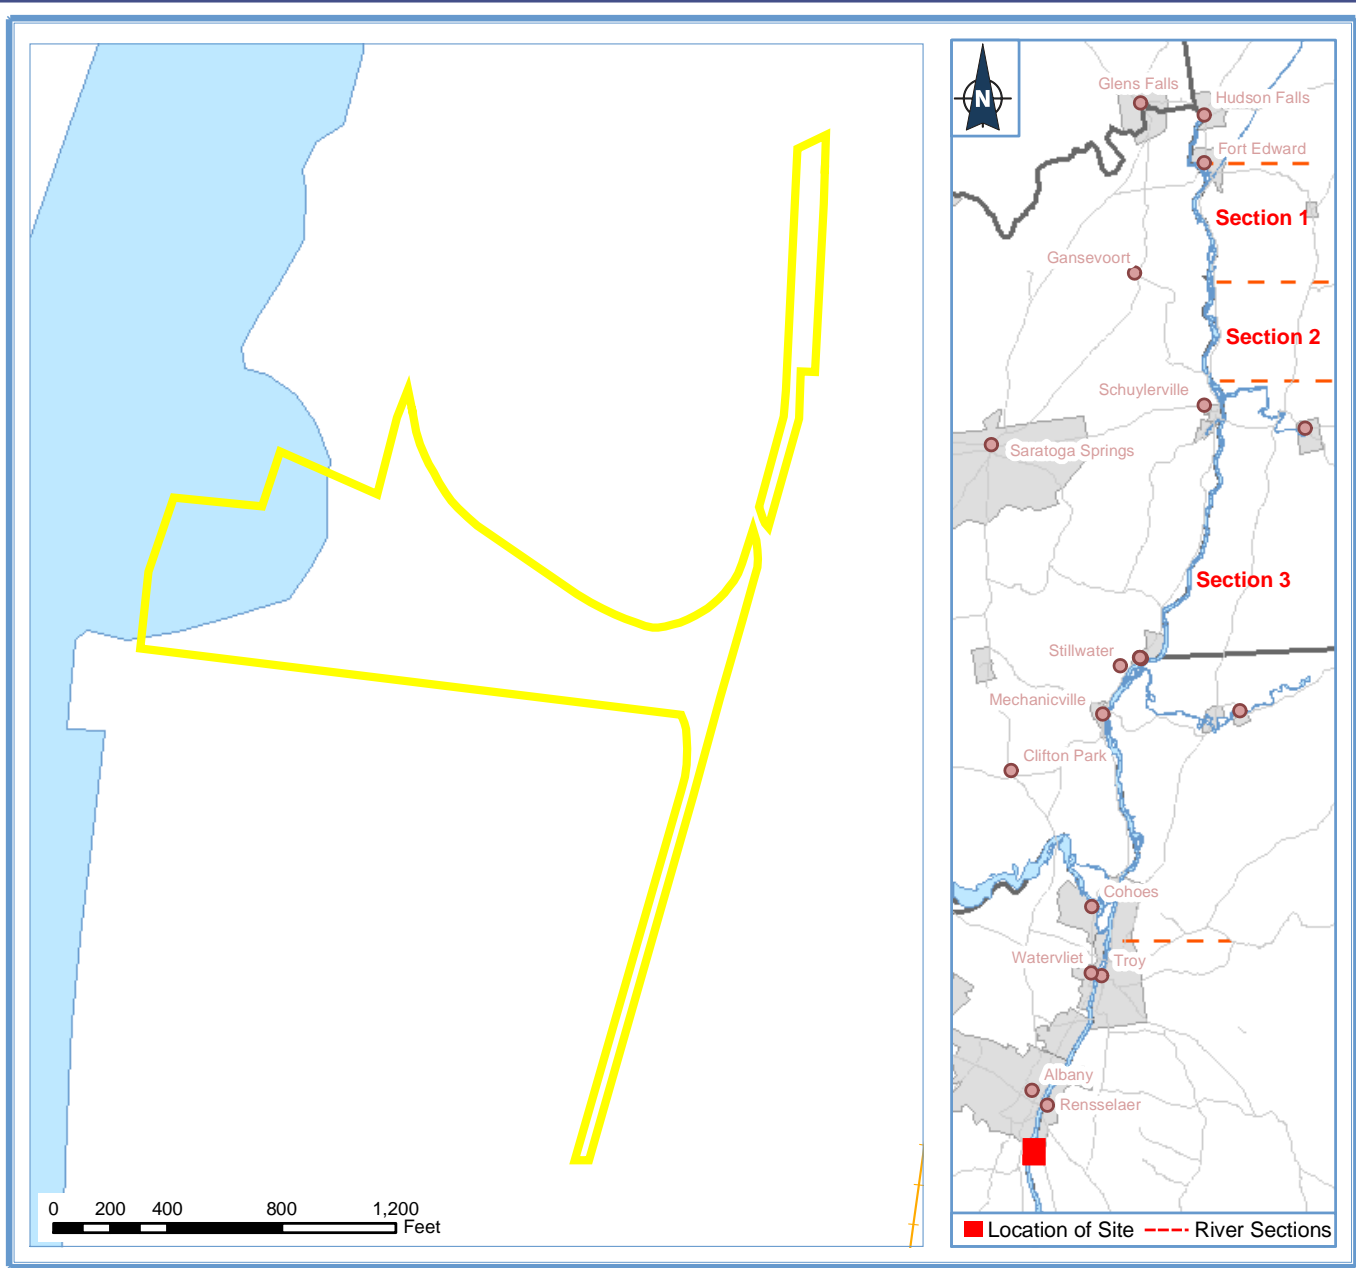 N
Glens Falls
Hudson Falls
Fort Edward
Section 1
Gansevoort
Section 2
Schuylerville
Saratoga Springs
Section 3
Stillwater
Mechanicville
Clifton Park
Cohoes
Watervliet
Troy
Albany
Rensselaer
0 200 400 800 1,200
Feet
Location of Site
River Sections